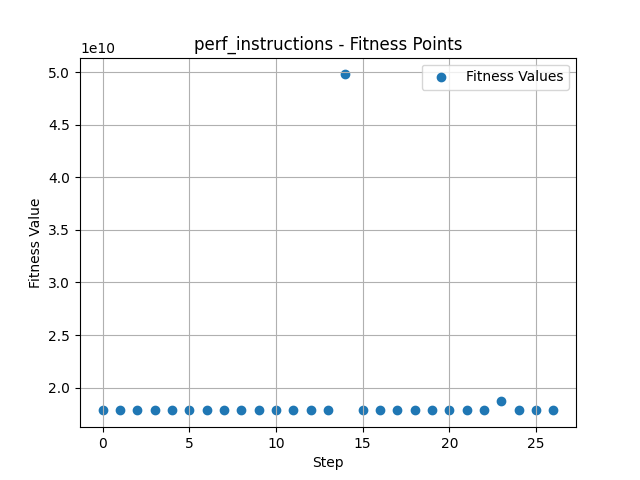 perf_instructions - Fitness Points
1e10
Fitness Values
5.0
4.5
4.0
3.5
3.0
2.5
2.0
Fitness Value
0 5 10 15 20 25
Step